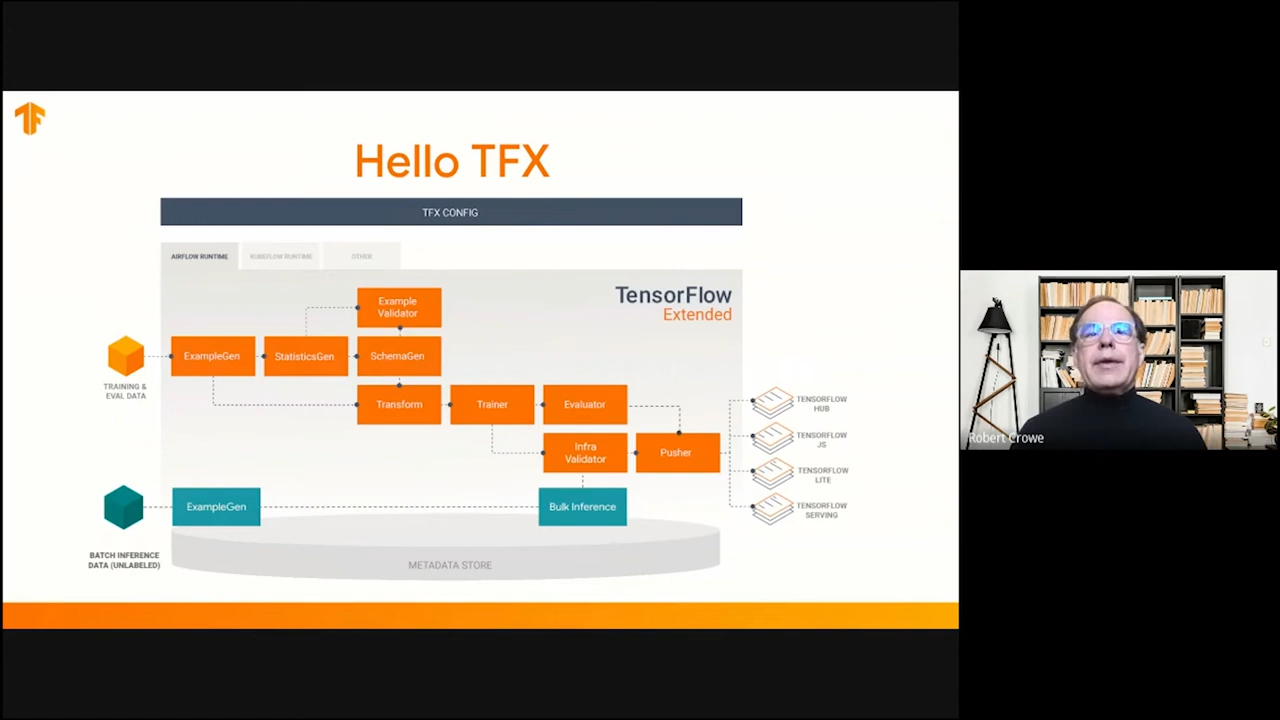 Hello TFX
TFX CONFIG
AIRFLOW RUNTIME
KUBEFLOW RUNTIME
OTHER
TensorFlow
Extended
Example
Validator
ExampleGen
StatisticsGen
SchemaGen
TRAINING &
EVAL DATA
Transform
Trainer
Evaluator
TENSORFLOW
HUB
Infra
Validator
Pusher
TENSORFLOW
JS
TENSORFLOW
LITE
ExampleGen
Bulk Inference
TENSORFLOW
SERVING
BATCH INFERENCE
DATA (UNLABELED)
METADATA STORE
Robert Crowe